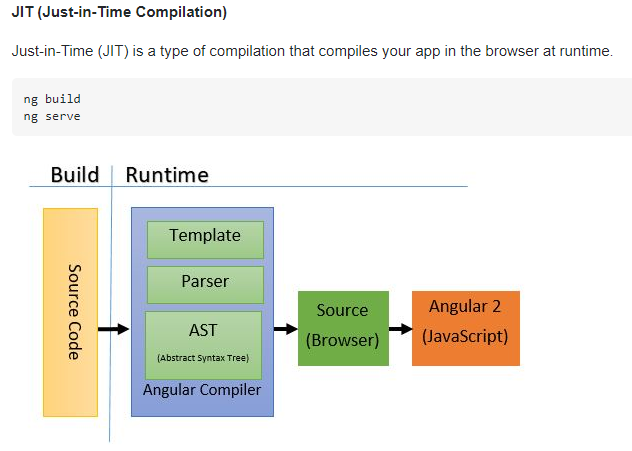 JIT (Just-in-Time Compilation)
Just-in-Time (JIT) is a type of compilation that compiles your app in the browser at runtime.
ng build
ng serve
Build
Runtime
Source Code
Template
Parser
AST
(Abstract Syntax Tree)
Angular Compiler
Source
(Browser)
Angular 2
(JavaScript)